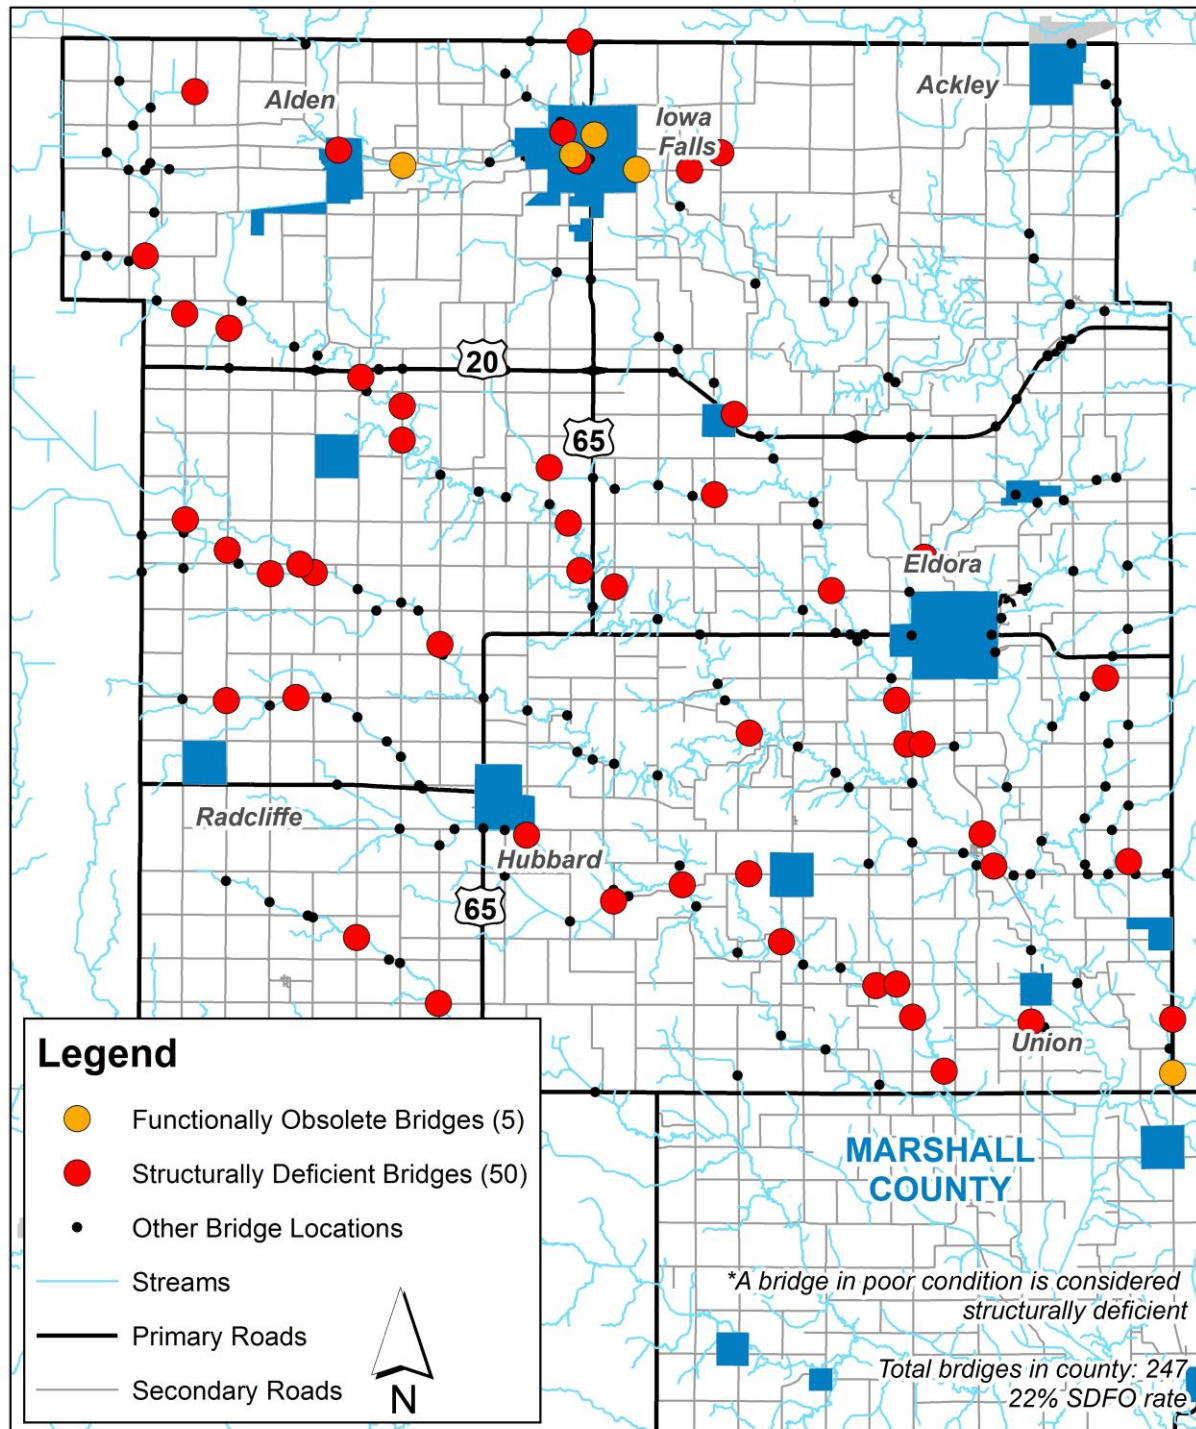 Alden
Ackley
Iowa
Falls
20
65
Eldora
Radcliffe
Hubbard
65
Union
Legend
Functionally Obsolete Bridges (5)
Structurally Deficient Bridges (50)
Other Bridge Locations
Streams
Primary Roads
Secondary Roads
N
MARSHALL
COUNTY
*A bridge in poor condition is considered
structurally deficient
Total brdiges in county: 247
22% SDFO rate